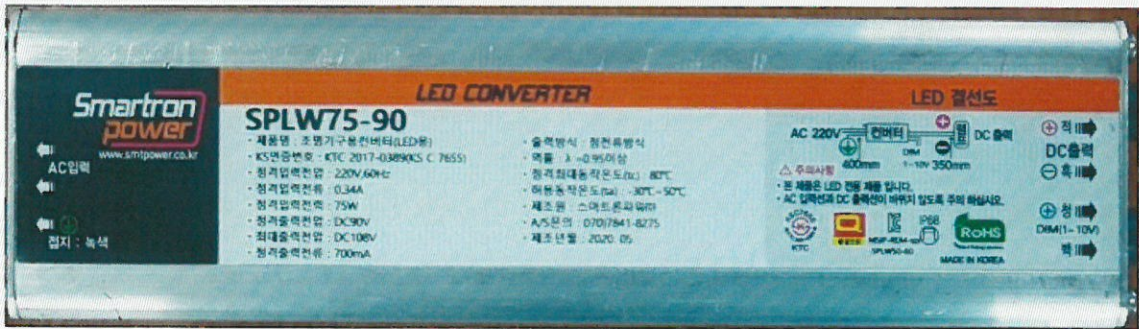 Smartron
power
www.smtpower.co.kr
AC입력
접지 : 녹색
LED CONVERTER
SPLW75-90
· 제품명 : 조명기구용컨버터(LED용)
· KS인증번호 : KTC 2017-0389(KS C 7655)
· 정격입력전압 : 220V,60Hz
· 정격입력전류 : 0.34A
· 정격입력전력 : 75W
· 정격출력전압 : DC90V
· 최대출력전압 : DC108V
· 정격출력전류 : 700mA
· 출력방식 : 정전류방식
· 역률 : λ =0.95이상
· 정격최대동작온도(tc) : 80℃
· 허용동작온도(ta) : -30℃~50℃
· 제조원 : 스마트론파워㈜
· A/S문의 : 070)7841-8275
· 제조년월 : 2020. 05
LED 결선도
AC 220V 컨버터 DC 출력
DIM
400mm 1~10V 350mm
⚠ 주의사항
· 본 제품은 LED 전용 제품 입니다.
· AC 입력선과 DC 출력선이 바뀌지 않도록 주의 하십시오.
KTC
SPLW50-60
IP68
RoHS
MADE IN KOREA
⊕ 적
DC출력
⊖ 흑
⊕ 청
DIM(1~10V)
백